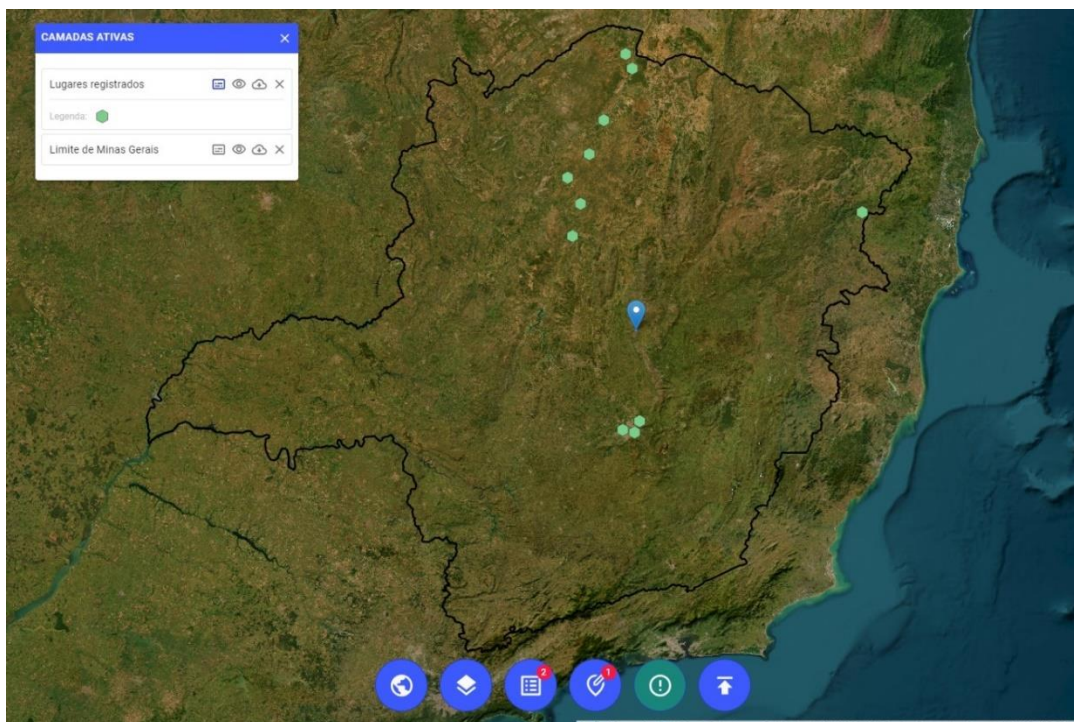 CAMADAS ATIVAS
Lugares registrados
Legenda:
Limite de Minas Gerais
2
1